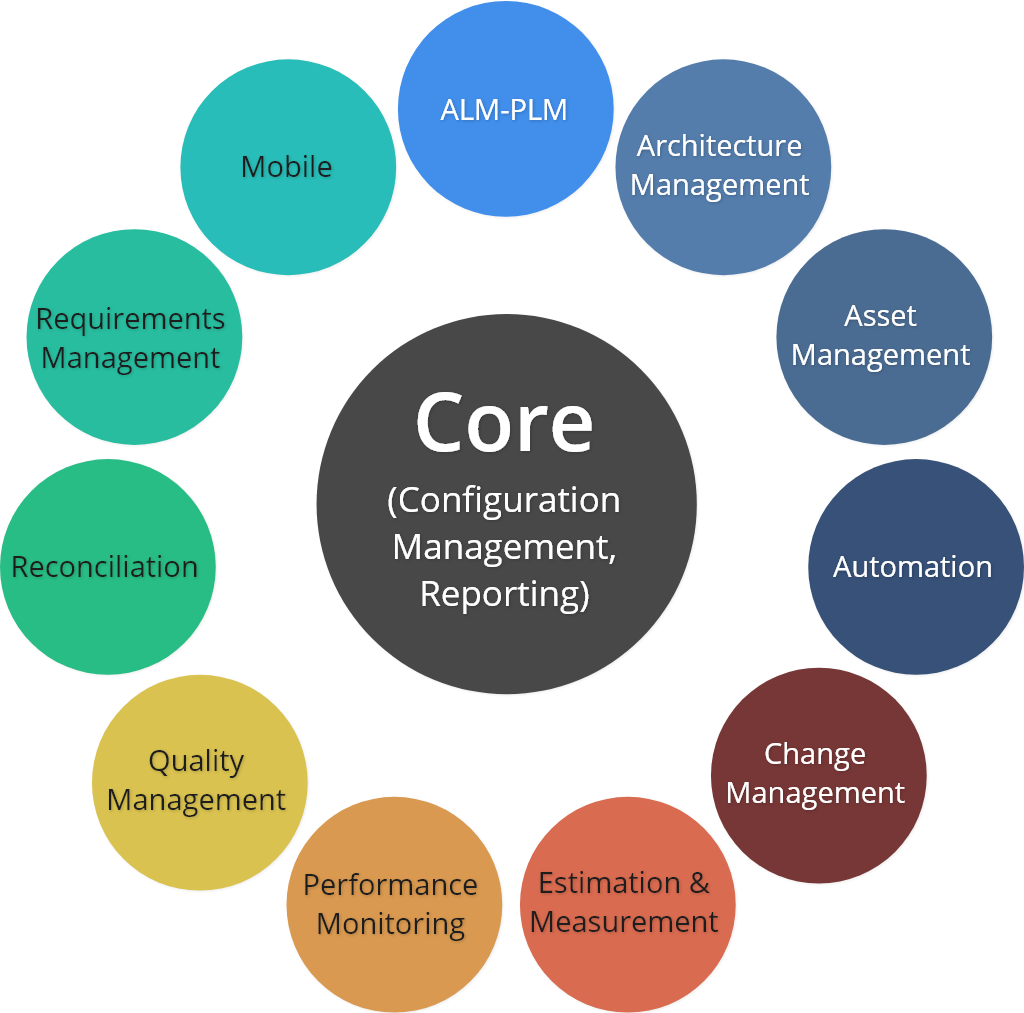 ALM-PLM
Architecture
Management
Asset
Management
Automation
Change
Management
Estimation &
Measurement
Performance
Monitoring
Quality
Management
Reconciliation
Requirements
Management
Mobile
Core
(Configuration
Management,
Reporting)